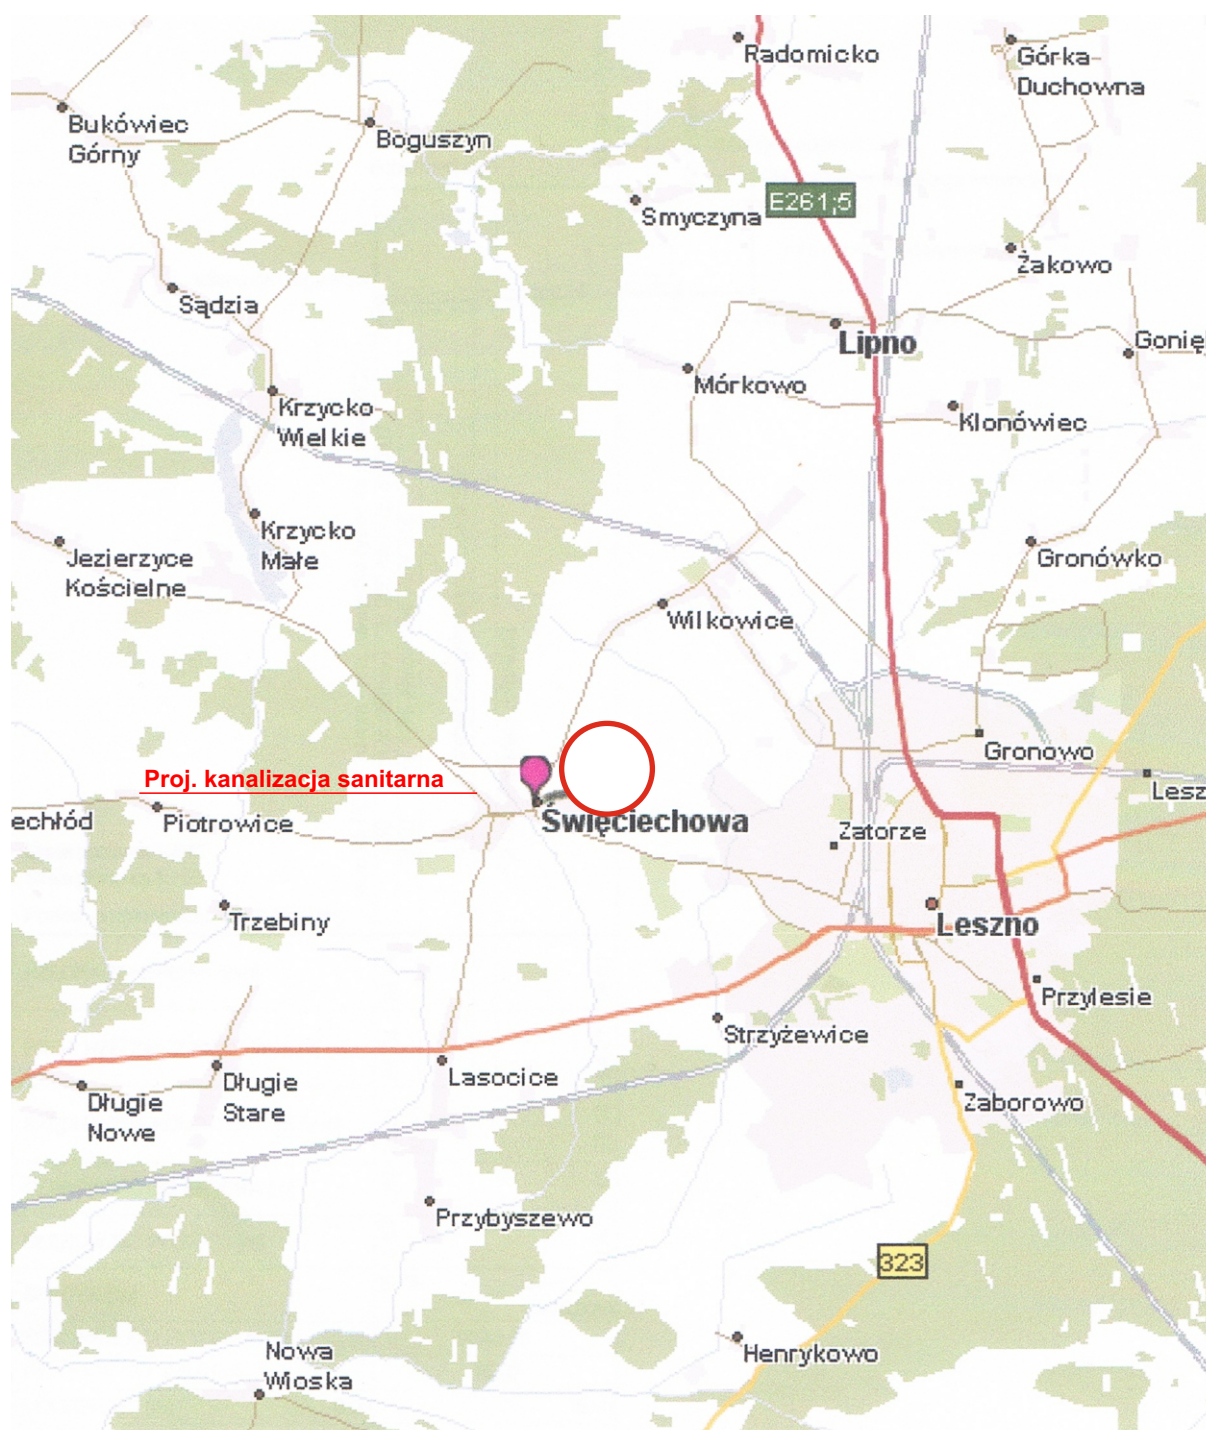 Radomicko
Górka-
Duchowna
Bukówiec
Górny
Boguszyn
E261;5
Smyczyna
Żakowo
Sądzia
Lipno
Gonięb
Mórkowo
Krzycko
Wielkie
Klonówiec
Krzycko
Małe
Jezierzyce
Kościelne
Gronówko
Wilkowice
Gronowo
Proj. kanalizacja sanitarna
Lesz
echłód
Piotrowice
Święciechowa
Zatorze
Trzebiny
Leszno
Przylesie
Strzyżewice
Długie
Stare
Lasocice
Długie
Nowe
Zaborowo
Przybyszewo
323
Nowa
Wioska
Henrykowo